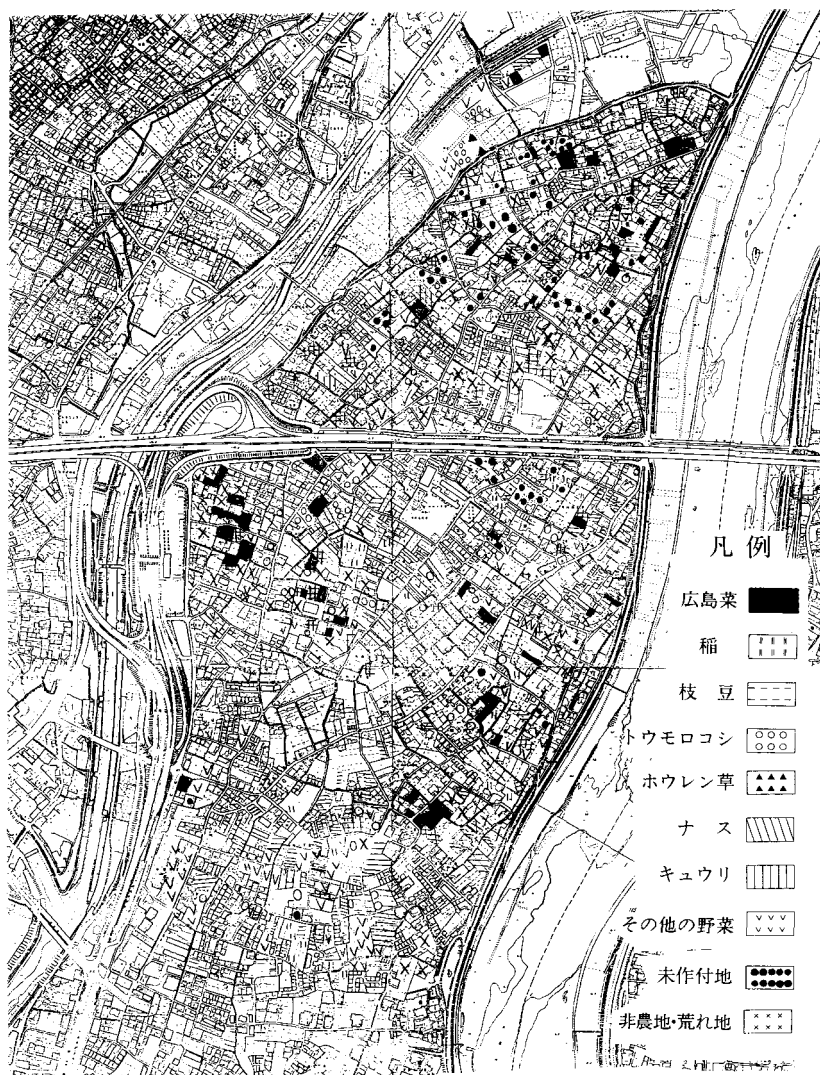 凡例
広島菜
稲
枝豆
トウモロコシ
ホウレン草
ナス
キュウリ
その他の野菜
未作付地
非農地・荒れ地